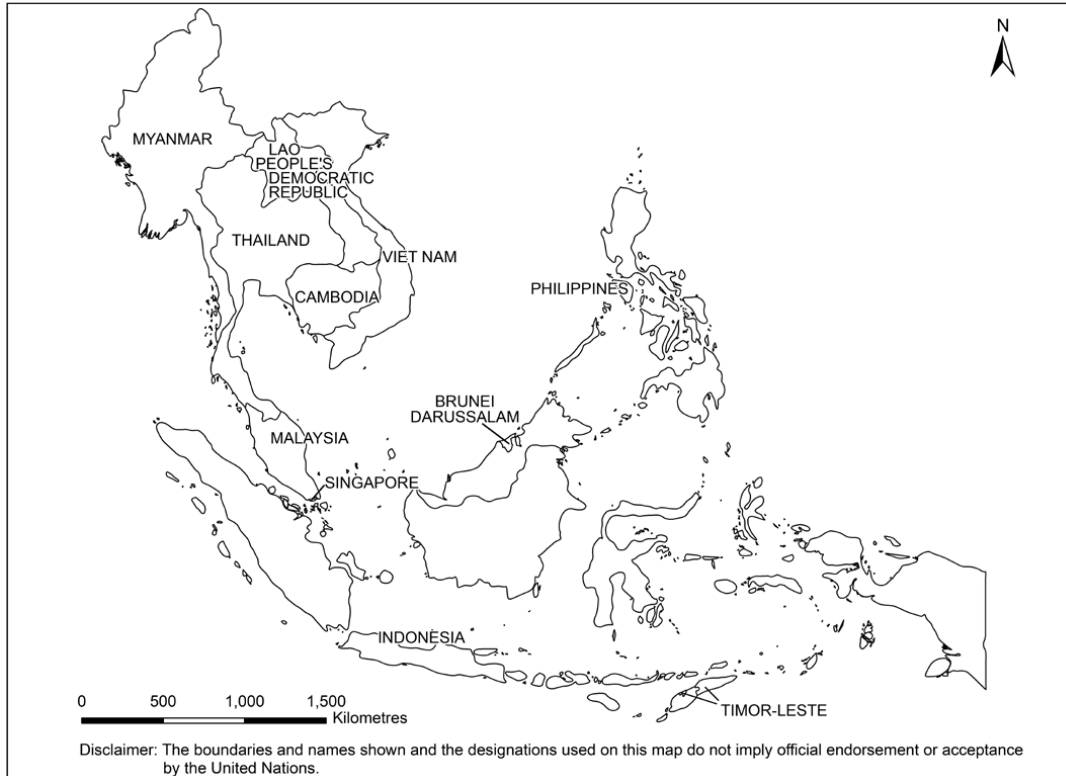 N
MYANMAR
LAO
PEOPLE'S
DEMOCRATIC
REPUBLIC
THAILAND
VIET NAM
CAMBODIA
PHILIPPINES
BRUNEI
DARUSSALAM
MALAYSIA
SINGAPORE
INDONESIA
TIMOR-LESTE
0 500 1,000 1,500
Kilometres
Disclaimer: The boundaries and names shown and the designations used on this map do not imply official endorsement or acceptance
by the United Nations.